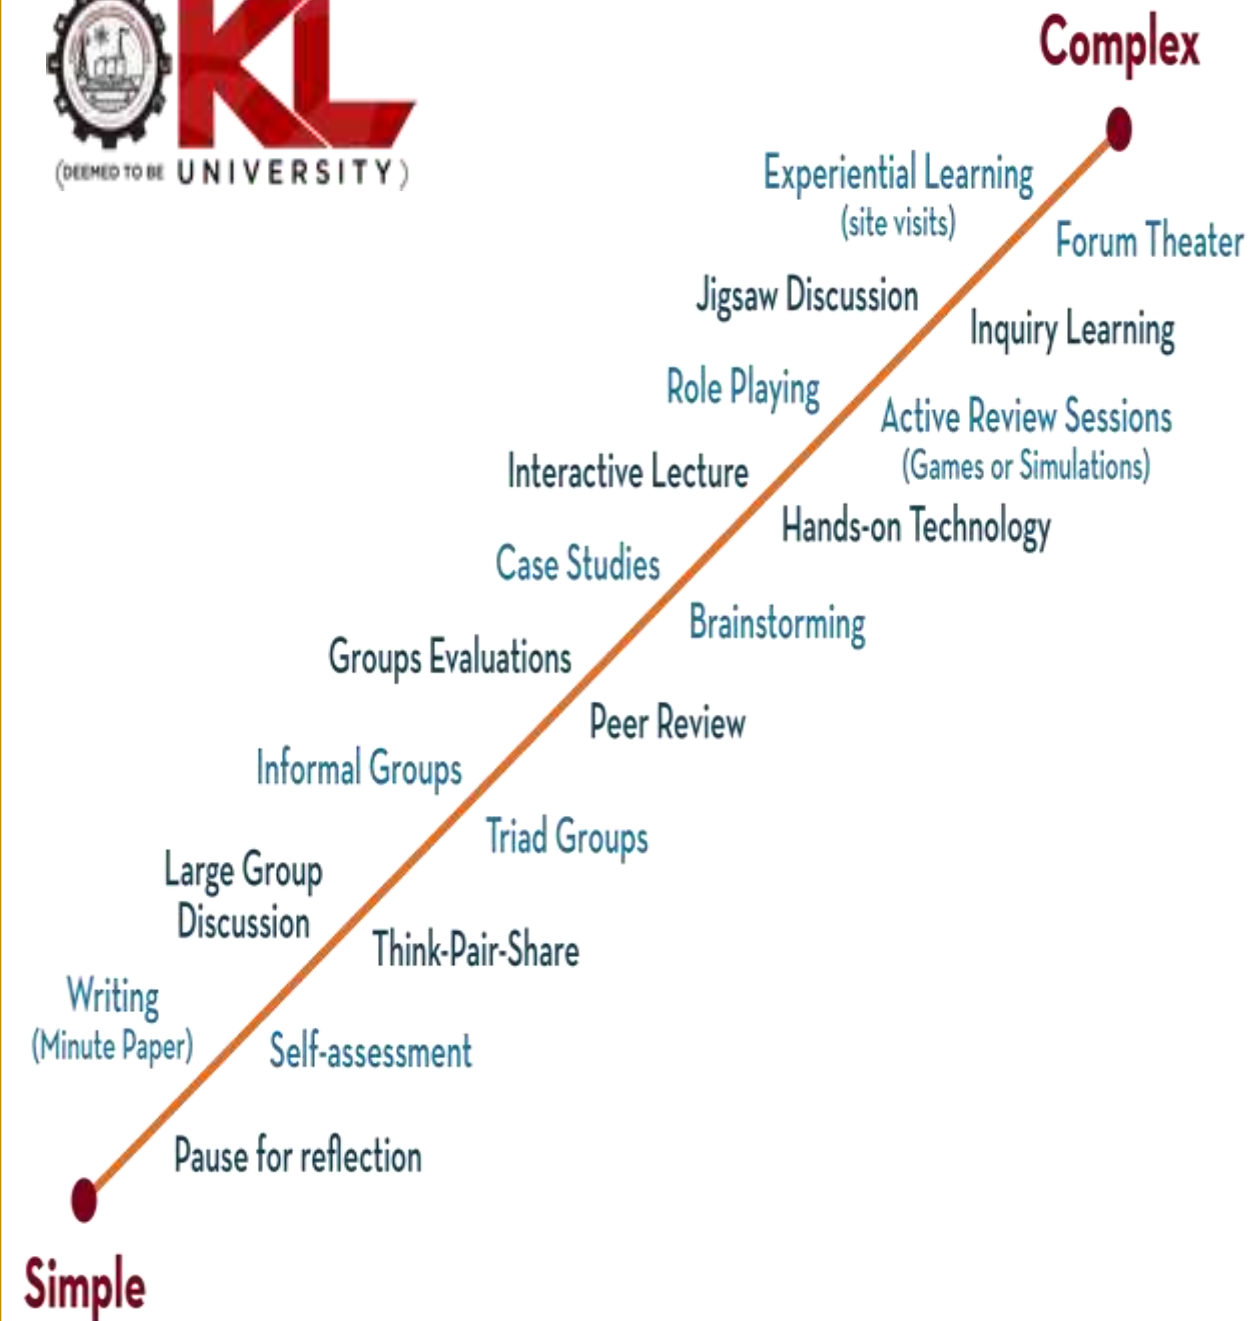 KL
(DEEMED TO BE UNIVERSITY)
Complex
Experiential Learning
(site visits)
Forum Theater
Jigsaw Discussion
Inquiry Learning
Role Playing
Active Review Sessions
(Games or Simulations)
Interactive Lecture
Hands-on Technology
Case Studies
Brainstorming
Groups Evaluations
Peer Review
Informal Groups
Triad Groups
Large Group
Discussion
Think-Pair-Share
Writing
(Minute Paper)
Self-assessment
Pause for reflection
Simple